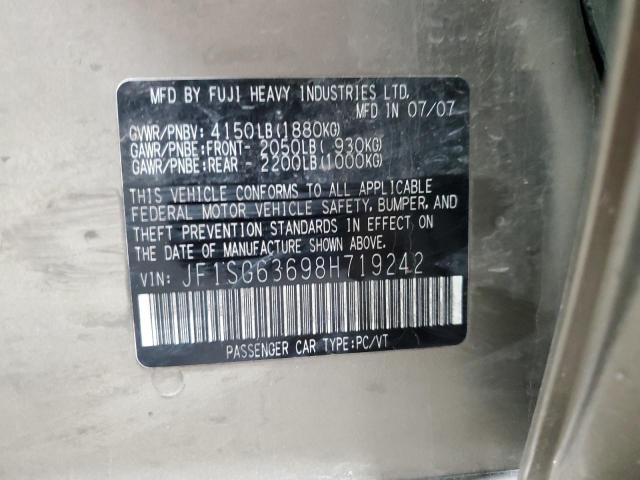 MFD BY FUJI HEAVY INDUSTRIES LTD.
MFD IN 07/07
GVWR/PNBV: 4150LB(1880KG)
GAWR/PNBE:FRONT- 2050LB( 930KG)
GAWR/PNBE:REAR - 2200LB(1000KG)
THIS VEHICLE CONFORMS TO ALL APPLICABLE
FEDERAL MOTOR VEHICLE SAFETY, BUMPER, AND
THEFT PREVENTION STANDARDS IN EFFECT ON
THE DATE OF MANUFACTURE SHOWN ABOVE.
VIN: JF1SG63698H719242
PASSENGER CAR TYPE:PC/VT